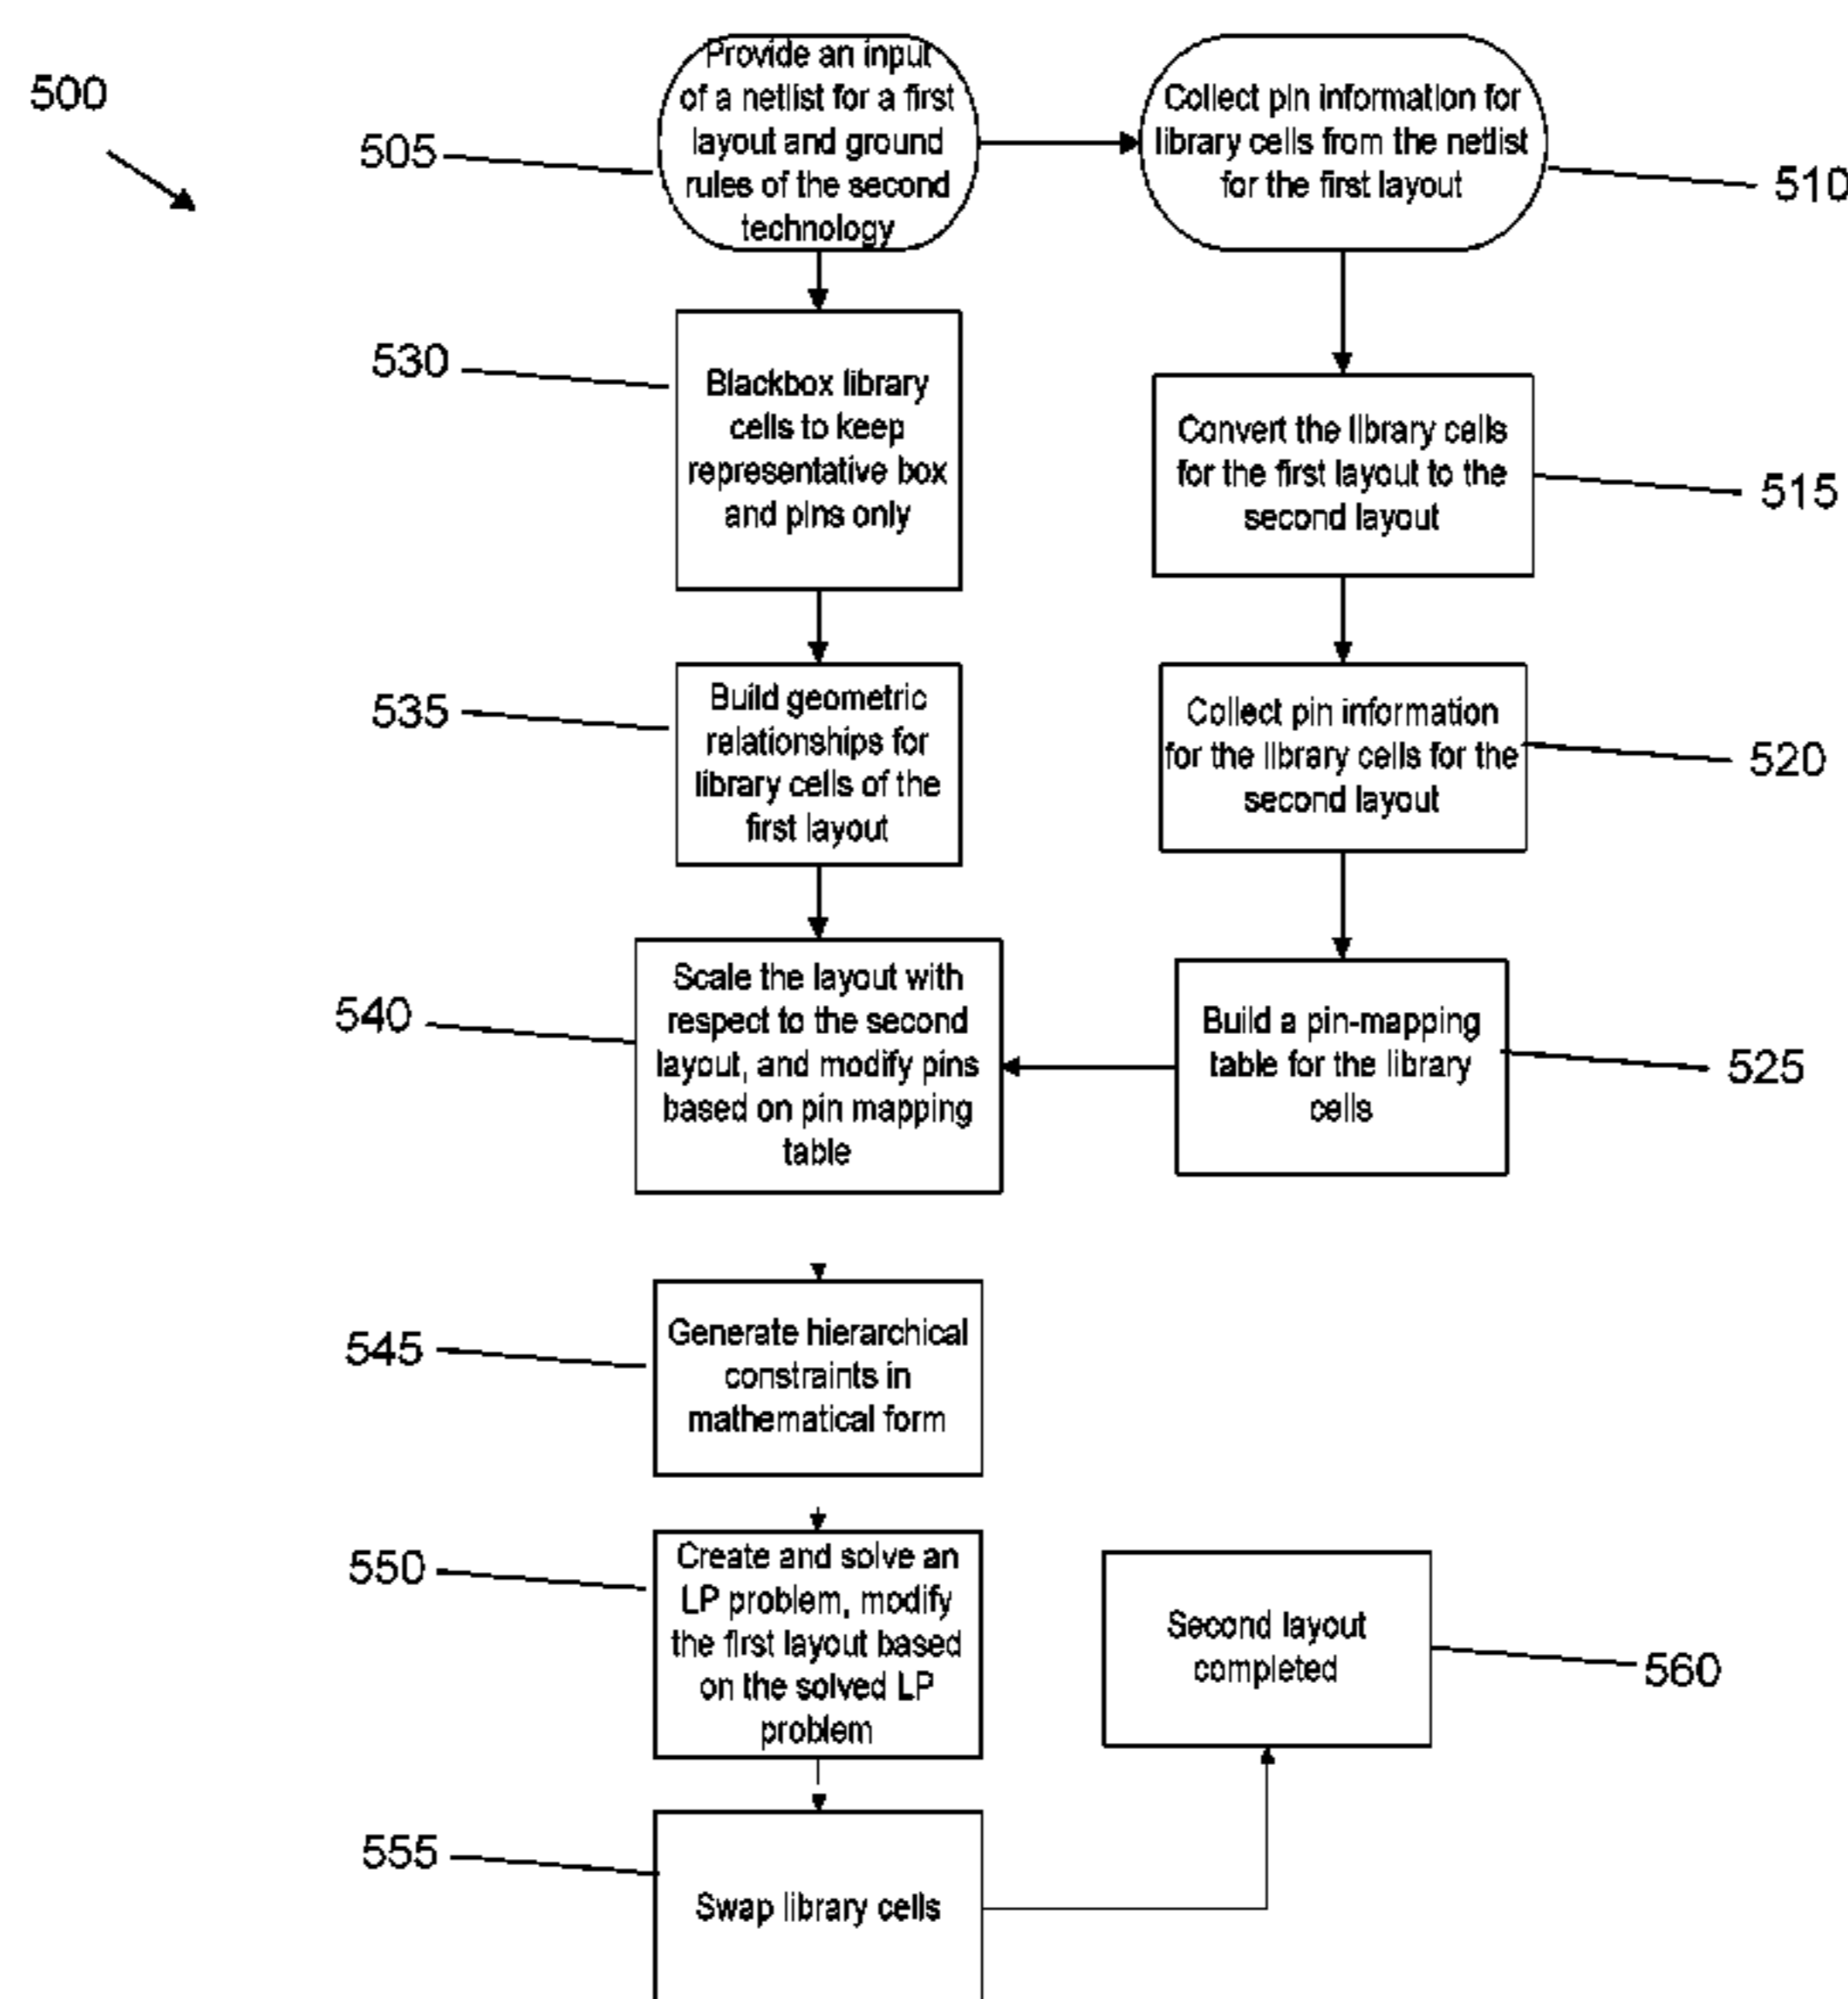 500
505
Provide an input
of a netlist for a first
layout and ground
rules of the second
technology
Collect pin information for
library cells from the netlist
for the first layout
510
530
Blackbox library
cells to keep
representative box
and pins only
Convert the library cells
for the first layout to the
second layout
515
535
Build geometric
relationships for
library cells of the
first layout
Collect pin information
for the library cells for the
second layout
520
540
Scale the layout with
respect to the second
layout, and modify pins
based on pin mapping
table
Build a pin-mapping
table for the library
cells
525
545
Generate hierarchical
constraints in
mathematical form
550
Create and solve an
LP problem, modify
the first layout based
on the solved LP
problem
Second layout
completed
560
555
Swap library cells